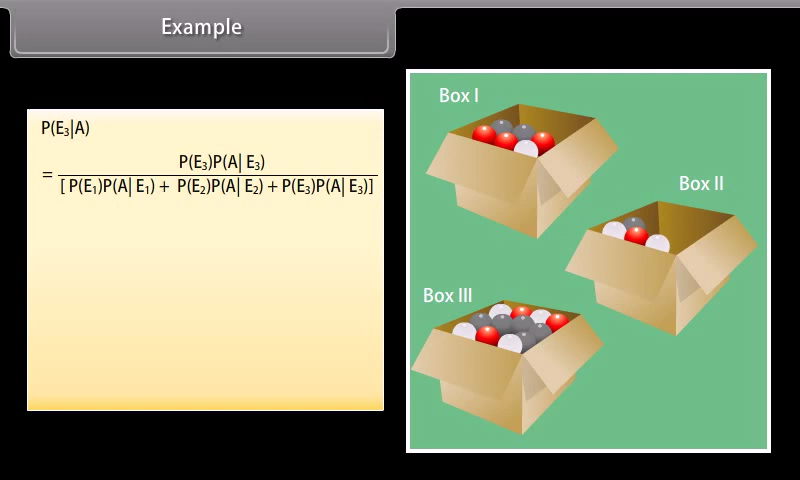 Example
P(E₃|A)
= P(E₃)P(A| E₃)
[ P(E₁)P(A| E₁) + P(E₂)P(A| E₂) + P(E₃)P(A| E₃)]
Box I
Box II
Box III